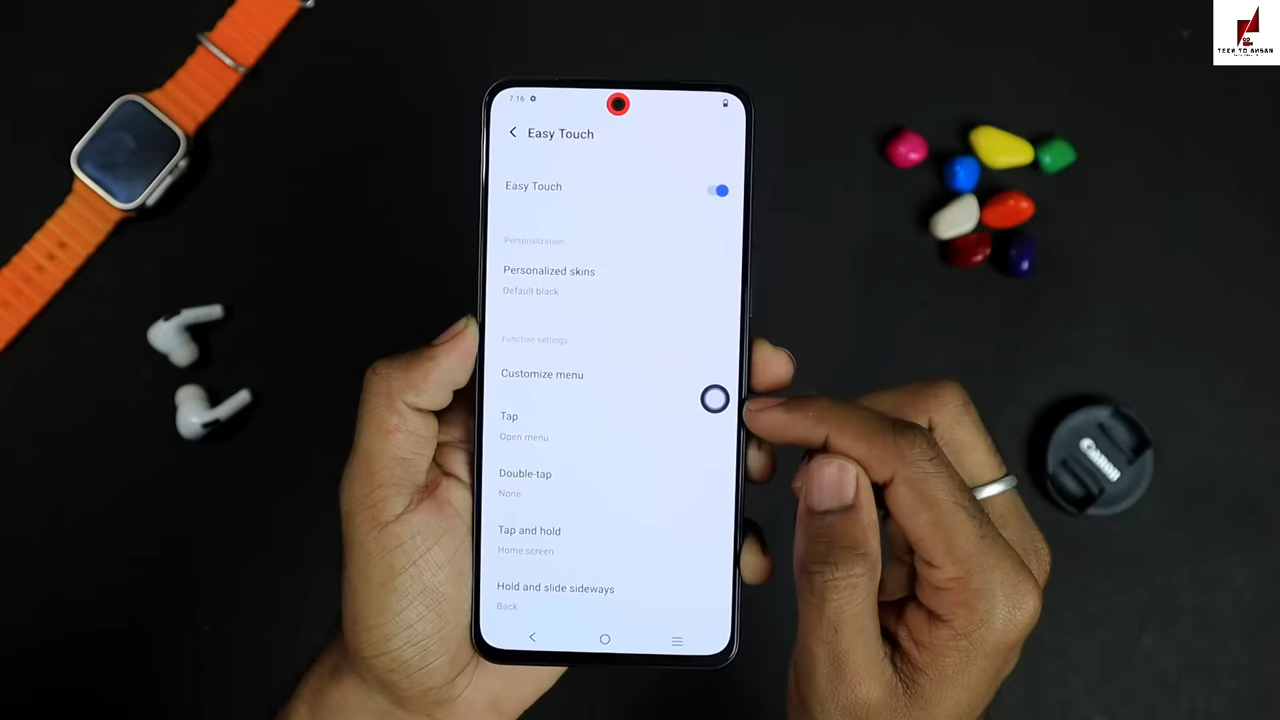 TECH TO AHSAN
7:16
Easy Touch
Easy Touch
Personalization
Personalized skins
Default black
Function settings
Customize menu
Tap
Open menu
Double-tap
None
Tap and hold
Home screen
Hold and slide sideways
Back
Canon